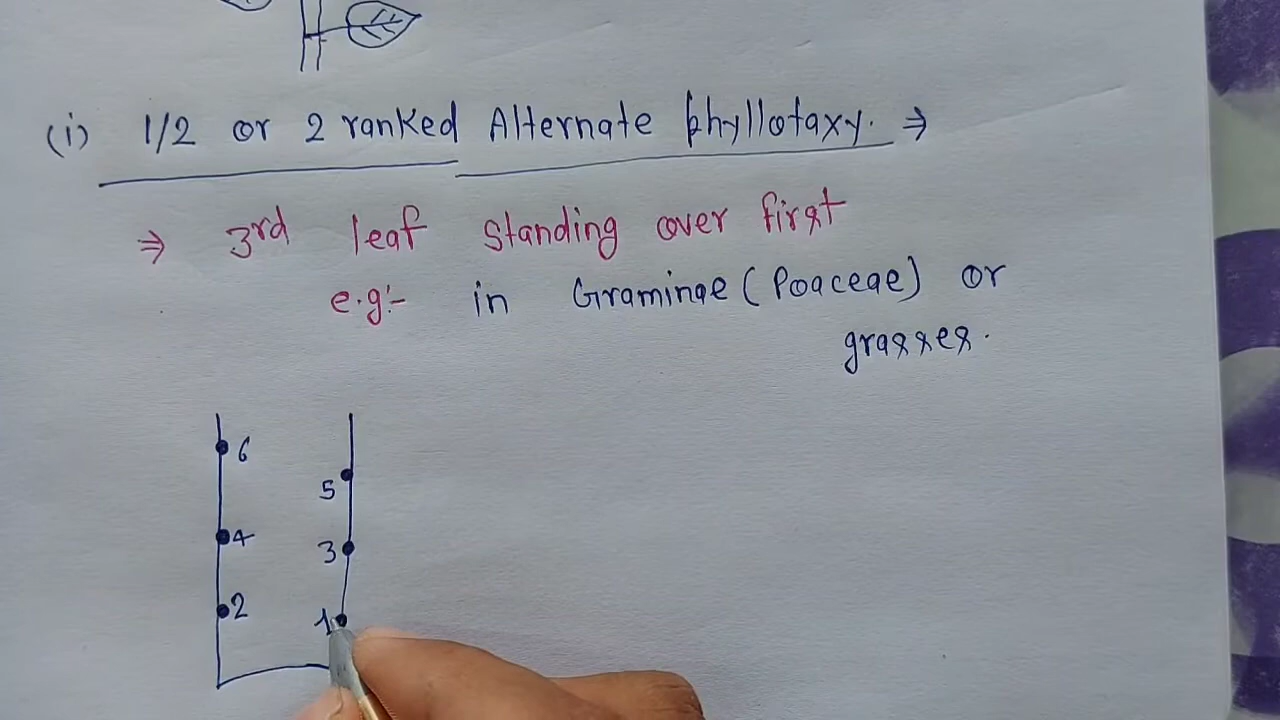 (i) 1/2 or 2 ranked Alternate phyllotaxy. ⇒
⇒ 3rd leaf standing over first
e.g:- in Graminae (Poaceae) or
grasses.
6
5
4
3
2
1